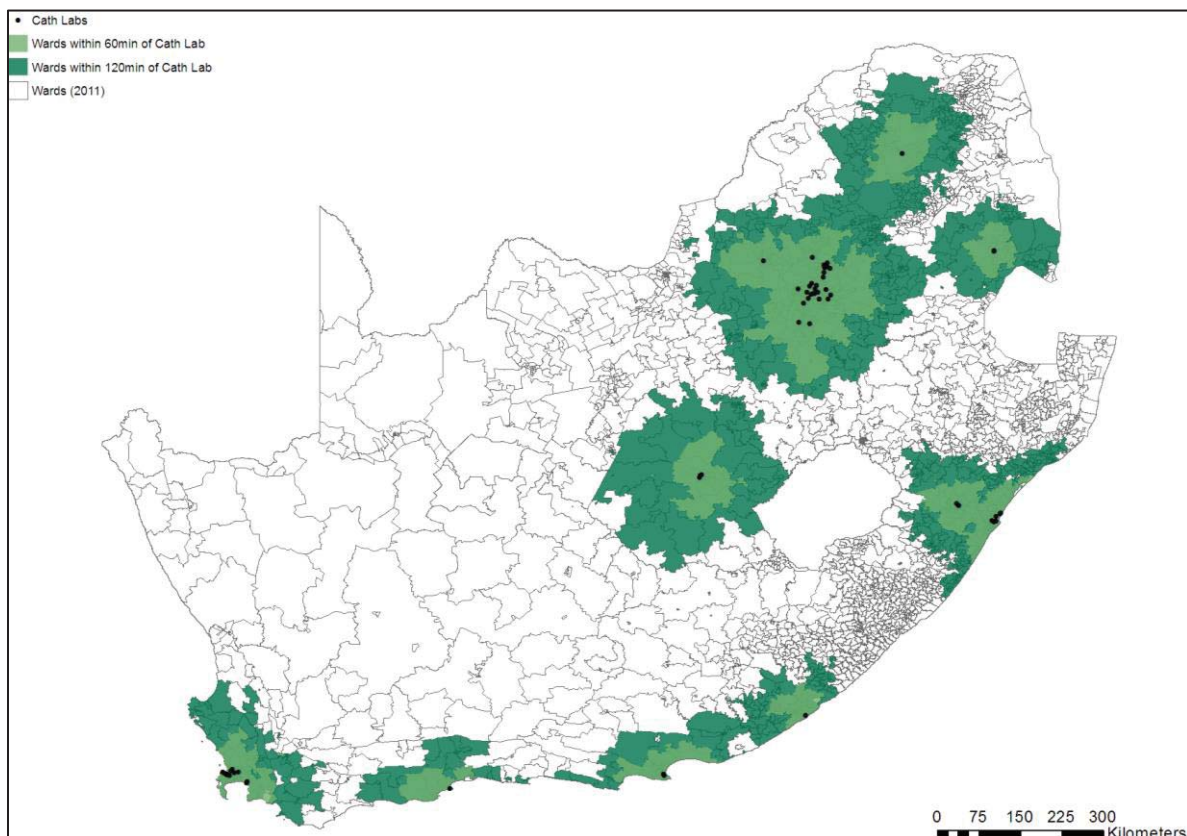 Cath Labs
Wards within 60min of Cath Lab
Wards within 120min of Cath Lab
Wards (2011)
0 75 150 225 300
Kilometers